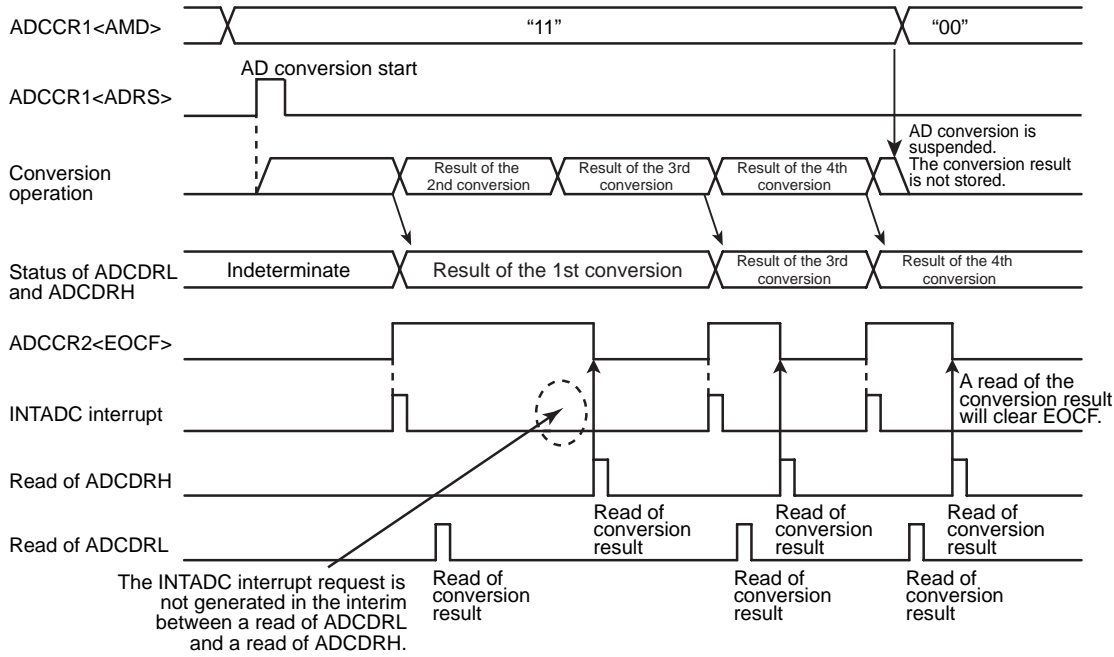 ADCCR1<AMD>
“11”
“00”
AD conversion start
ADCCR1<ADRS>
AD conversion is
suspended.
The conversion result
is not stored.
Conversion
operation
Result of the
2nd conversion
Result of the 3rd
conversion
Result of the 4th
conversion
Status of ADCDRL
and ADCDRH
Indeterminate
Result of the 1st conversion
Result of the 3rd
conversion
Result of the 4th
conversion
ADCCR2<EOCF>
A read of the
conversion result
will clear EOCF.
INTADC interrupt
Read of ADCDRH
Read of
conversion
result
Read of
conversion
result
Read of
conversion
result
Read of ADCDRL
Read of
conversion
result
Read of
conversion
result
Read of
conversion
result
The INTADC interrupt request is
not generated in the interim
between a read of ADCDRL
and a read of ADCDRH.